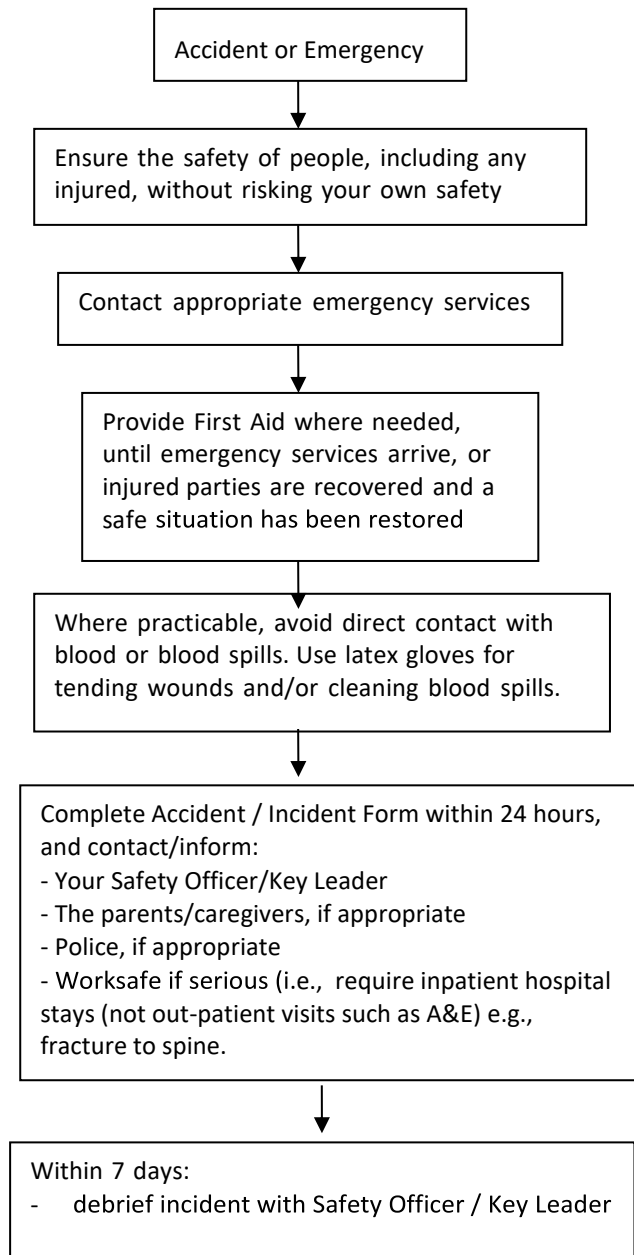 Accident or Emergency
Ensure the safety of people, including any
injured, without risking your own safety
Contact appropriate emergency services
Provide First Aid where needed,
until emergency services arrive, or
injured parties are recovered and a
safe situation has been restored
Where practicable, avoid direct contact with
blood or blood spills. Use latex gloves for
tending wounds and/or cleaning blood spills.
Complete Accident / Incident Form within 24 hours,
and contact/inform:
- Your Safety Officer/Key Leader
- The parents/caregivers, if appropriate
- Police, if appropriate
- Worksafe if serious (i.e., require inpatient hospital
stays (not out-patient visits such as A&E) e.g.,
fracture to spine.
Within 7 days:
- debrief incident with Safety Officer / Key Leader